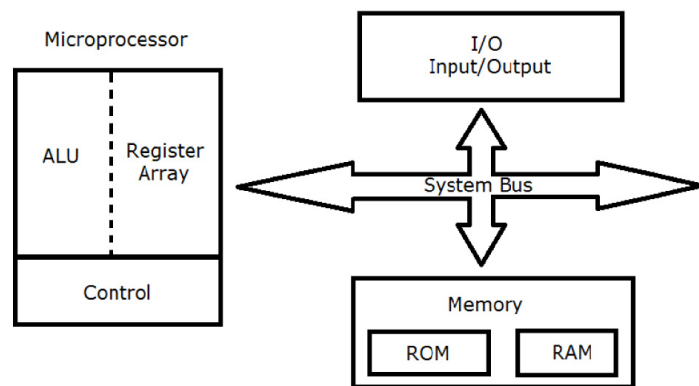 Microprocessor
ALU
Register
Array
Control
I/O
Input/Output
System Bus
Memory
ROM
RAM